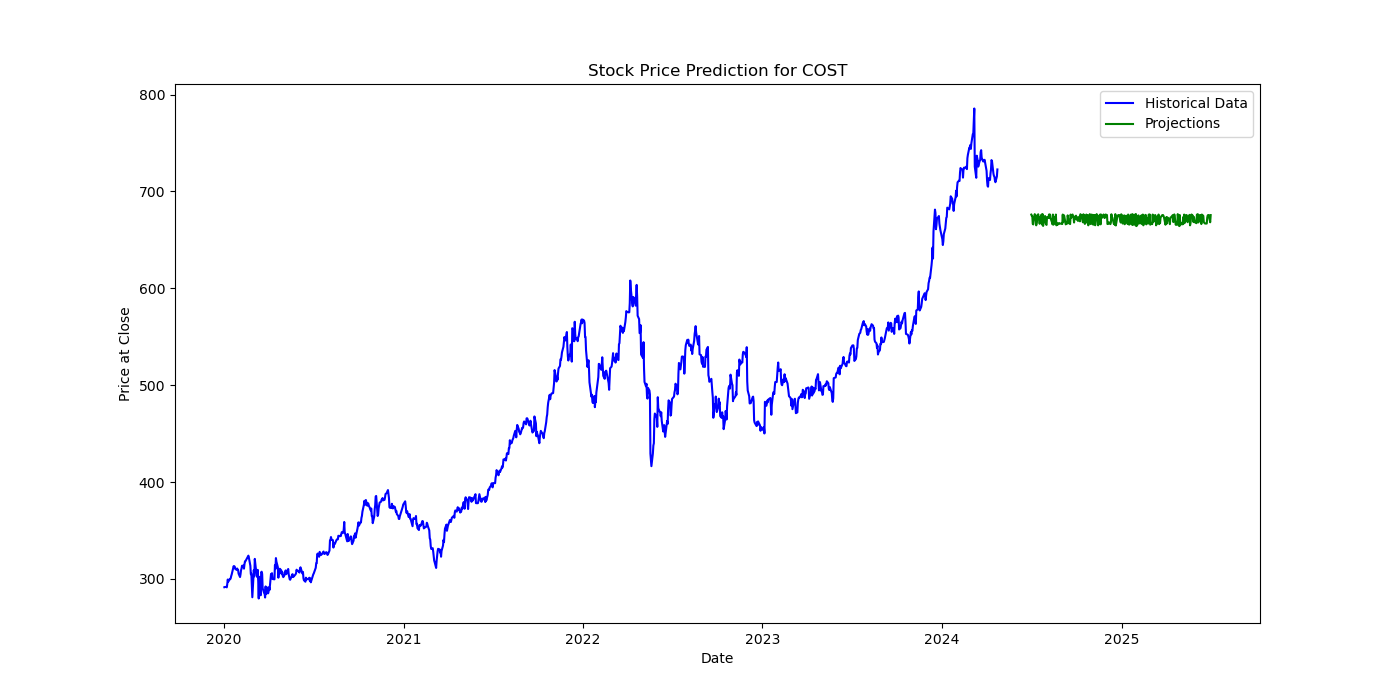 Stock Price Prediction for COST
Historical Data
Projections
800
700
600
500
400
300
Price at Close
2020 2021 2022 2023 2024 2025
Date